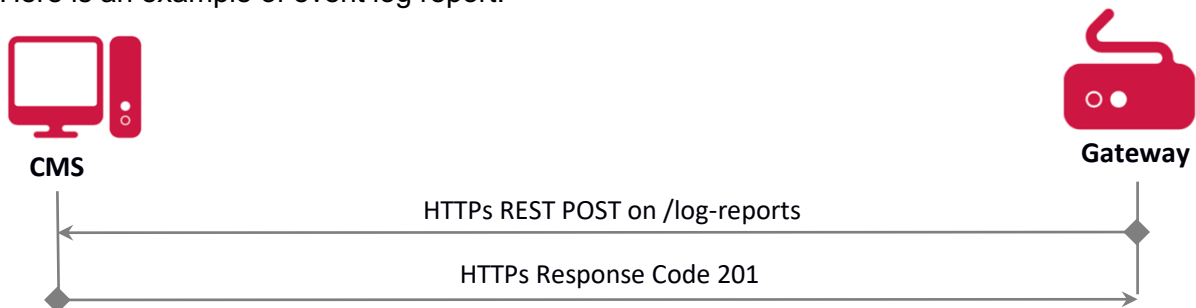 Here is an example of event log report:
CMS
Gateway
HTTPs REST POST on /log-reports
HTTPs Response Code 201